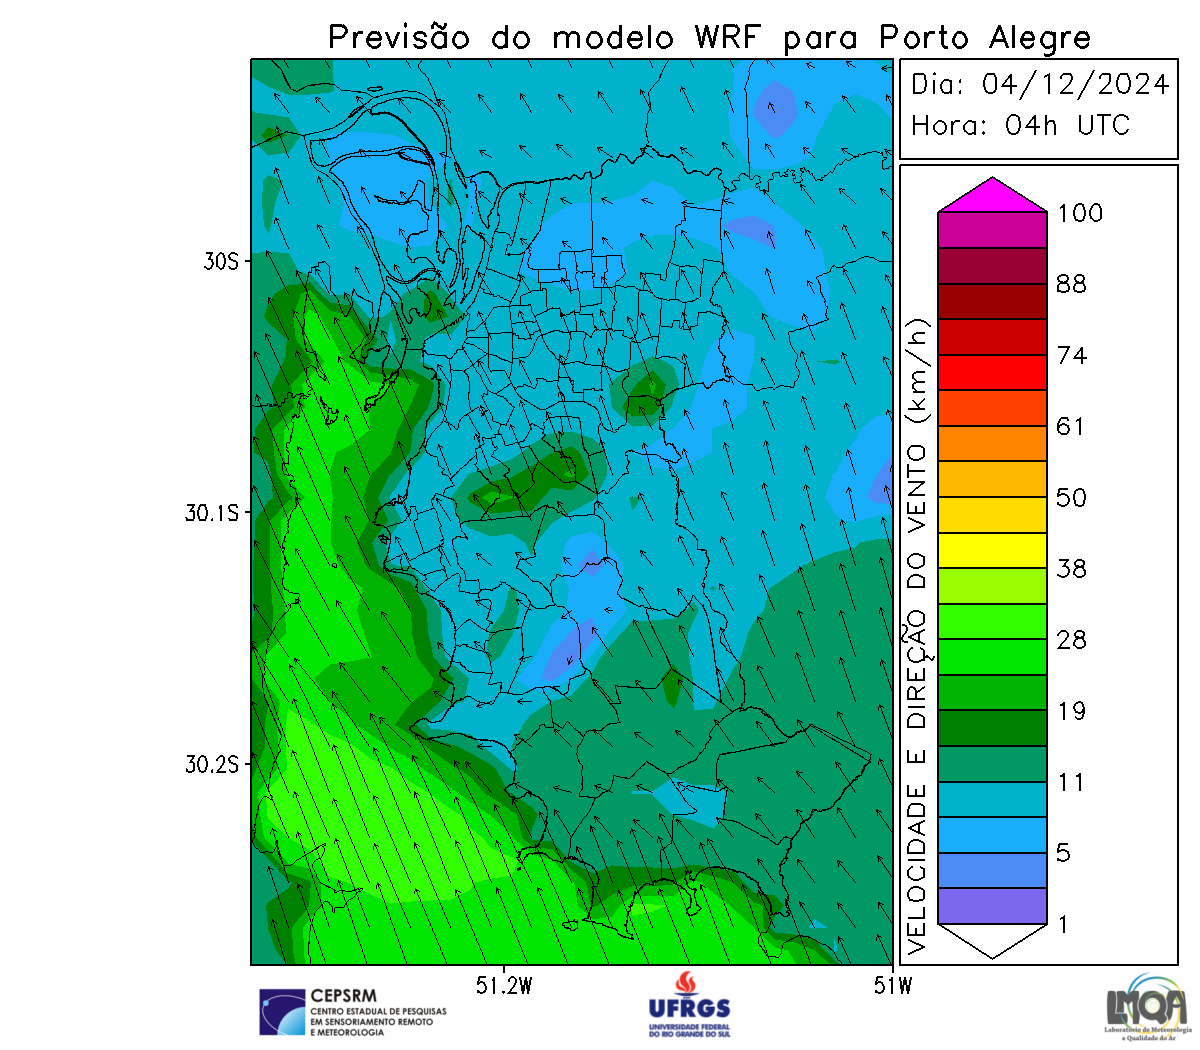 Previsão do modelo WRF para Porto Alegre
Dia: 04/12/2024
Hora: 04h UTC
30S
30.1S
30.2S
51.2W
51W
VELOCIDADE E DIREÇÃO DO VENTO (km/h)
100
88
74
61
50
38
28
19
11
5
1
CEPSRM
CENTRO ESTADUAL DE PESQUISAS
EM SENSORIAMENTO REMOTO
E METEOROLOGIA
UFRGS
UNIVERSIDADE FEDERAL
DO RIO GRANDE DO SUL
LMQA
Laboratório de Meteorologia
e Qualidade do Ar